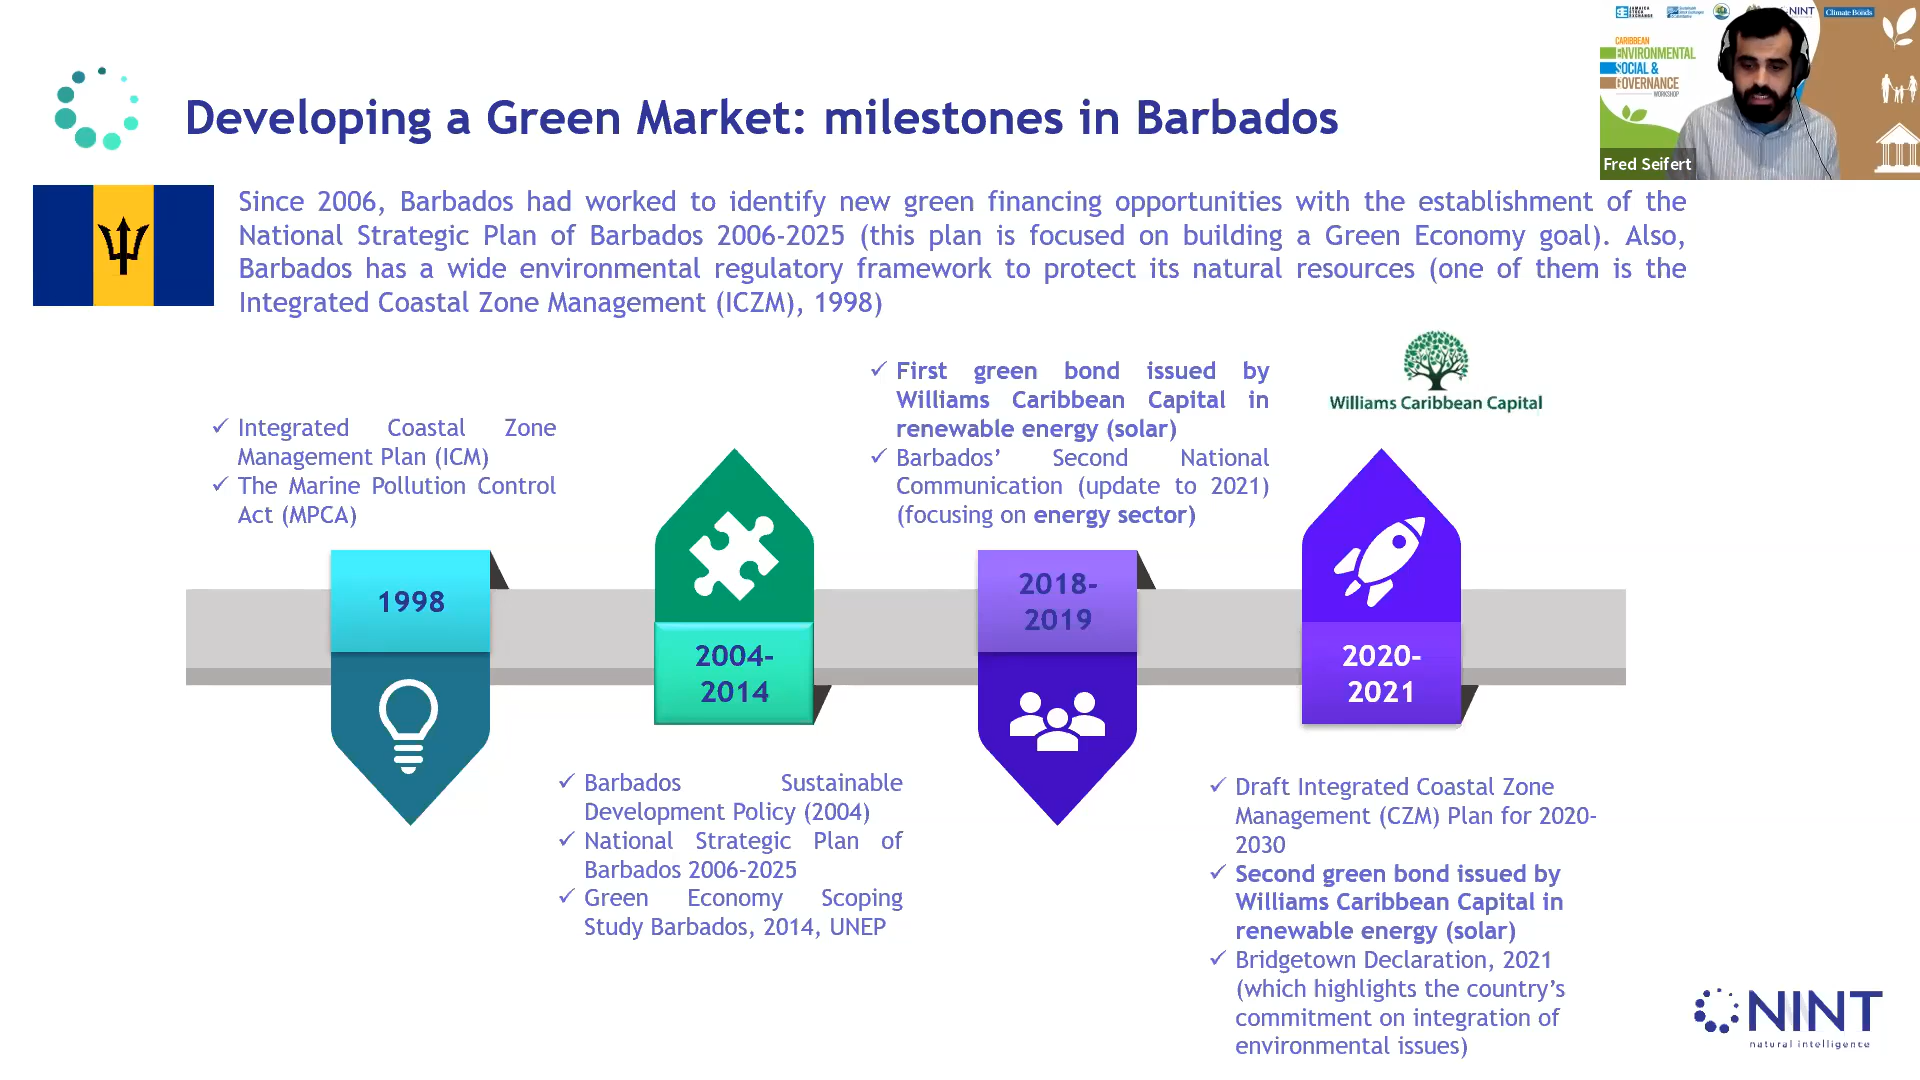 JAMAICA
STOCK
EXCHANGE
NINT
Climate Bonds
CARIBBEAN
ENVIRONMENTAL
SOCIAL &
GOVERNANCE
WORKSHOP
Fred Seifert
Developing a Green Market: milestones in Barbados
Since 2006, Barbados had worked to identify new green financing opportunities with the establishment of the
National Strategic Plan of Barbados 2006-2025 (this plan is focused on building a Green Economy goal). Also,
Barbados has a wide environmental regulatory framework to protect its natural resources (one of them is the
Integrated Coastal Zone Management (ICZM), 1998)
✓ Integrated Coastal Zone
Management Plan (ICM)
✓ The Marine Pollution Control
Act (MPCA)
1998
2004-
2014
✓ Barbados Sustainable
Development Policy (2004)
✓ National Strategic Plan of
Barbados 2006-2025
✓ Green Economy Scoping
Study Barbados, 2014, UNEP
✓ First green bond issued by
Williams Caribbean Capital in
renewable energy (solar)
✓ Barbados’ Second National
Communication (update to 2021)
(focusing on energy sector)
2018-
2019
Williams Caribbean Capital
2020-
2021
✓ Draft Integrated Coastal Zone
Management (CZM) Plan for 2020-
2030
✓ Second green bond issued by
Williams Caribbean Capital in
renewable energy (solar)
✓ Bridgetown Declaration, 2021
(which highlights the country’s
commitment on integration of
environmental issues)
NINT
natural intelligence